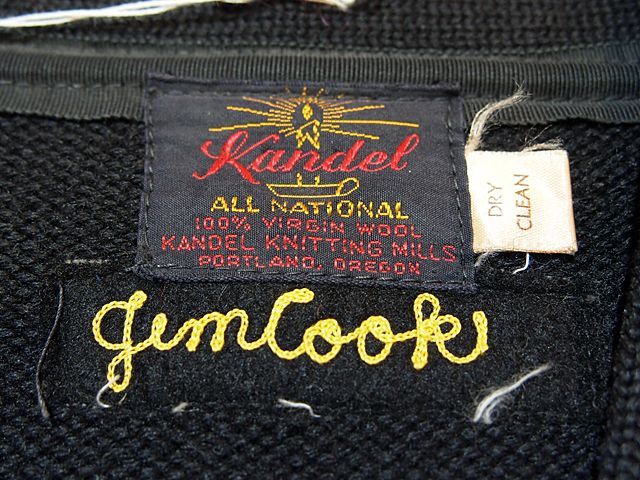 Kandel
ALL NATIONAL
100% VIRGIN WOOL
KANDEL KNITTING MILLS
PORTLAND, OREGON
DRY
CLEAN
Jim Cook